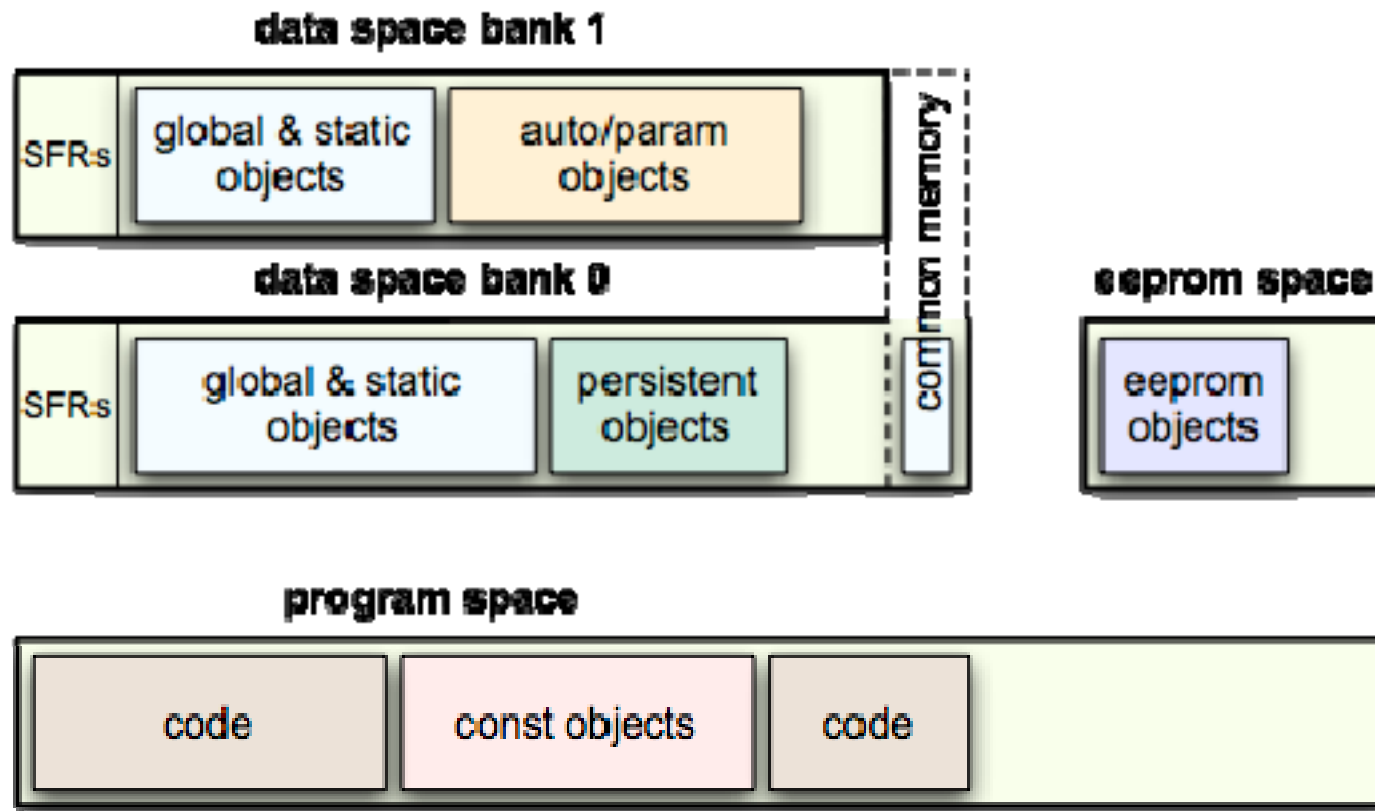 data space bank 1
SFRs
global & static
objects
auto/param
objects
common memory
data space bank 0
SFRs
global & static
objects
persistent
objects
eeprom space
eeprom
objects
program space
code
const objects
code